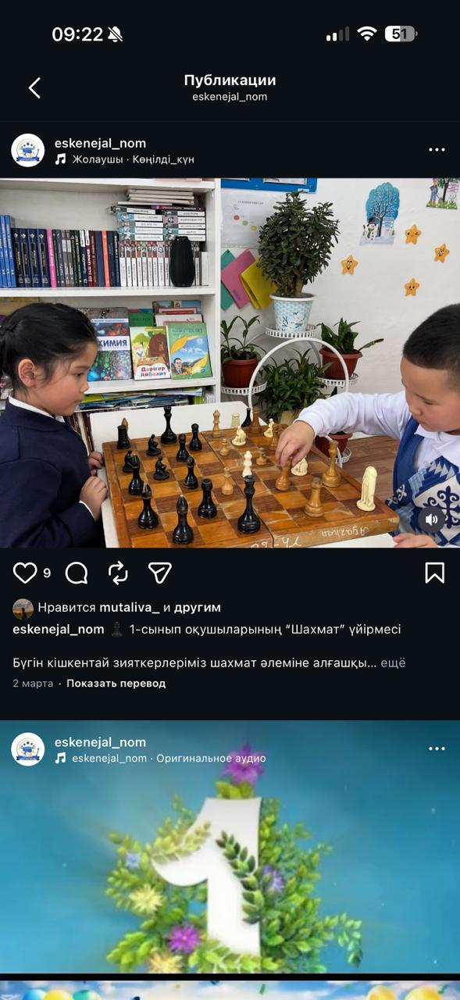 09:22
51
Публикации
eskenejal_nom
eskenejal_nom
Жолаушы · Көңілді_күн
ХИМИЯ
Дәрігер
Айболит
9
Нравится mutaliva_ и другим
eskenejal_nom ♟️ 1-сынып оқушыларының “Шахмат” үйірмесі
Бүгін кішкентай зияткерлеріміз шахмат әлеміне алғашқы... ещё
2 марта · Показать перевод
eskenejal_nom
eskenejal_nom · Оригинальное аудио
1